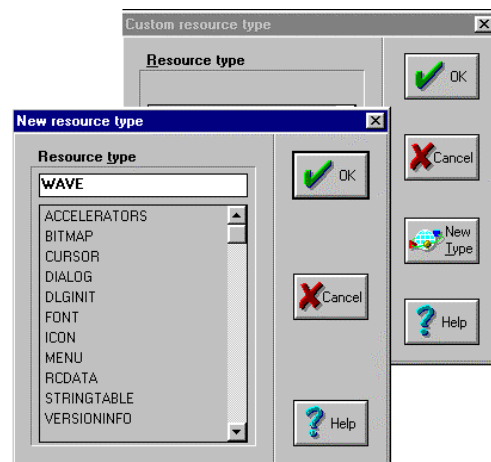 Custom resource type
Resource type
OK
Cancel
New
Type
Help
New resource type
Resource type
WAVE
ACCELERATORS
BITMAP
CURSOR
DIALOG
DLGINIT
FONT
ICON
MENU
RCDATA
STRINGTABLE
VERSIONINFO
OK
Cancel
Help